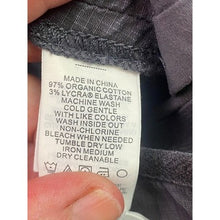 MADE IN CHINA
97% ORGANIC COTTON
3% LYCRA® ELASTANE
MACHINE WASH
COLD GENTLE
WITH LIKE COLORS
WASH INSIDE OUT
NON-CHLORINE
BLEACH WHEN NEEDED
TUMBLE DRY LOW
IRON MEDIUM
DRY CLEANABLE